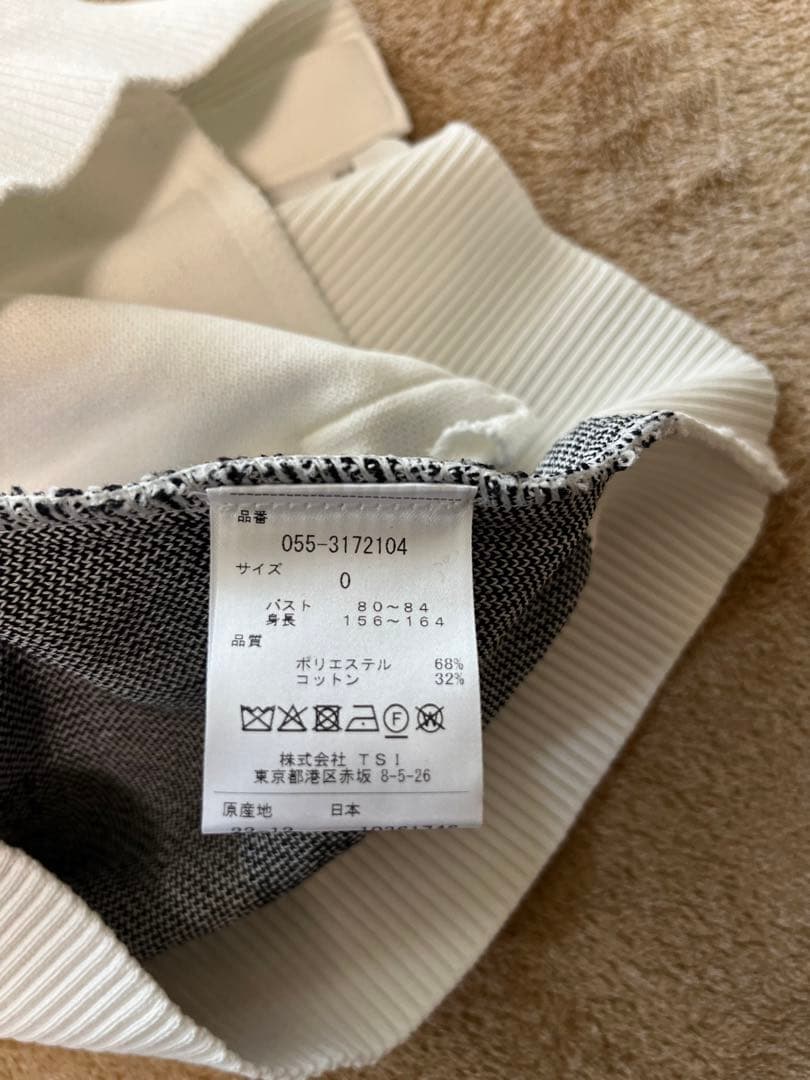 品番
055-3172104
サイズ
0
バスト 80～84
身長 156～164
品質
ポリエステル 68%
コットン 32%
F W
株式会社 TSI
東京都港区赤坂 8-5-26
原産地 日本